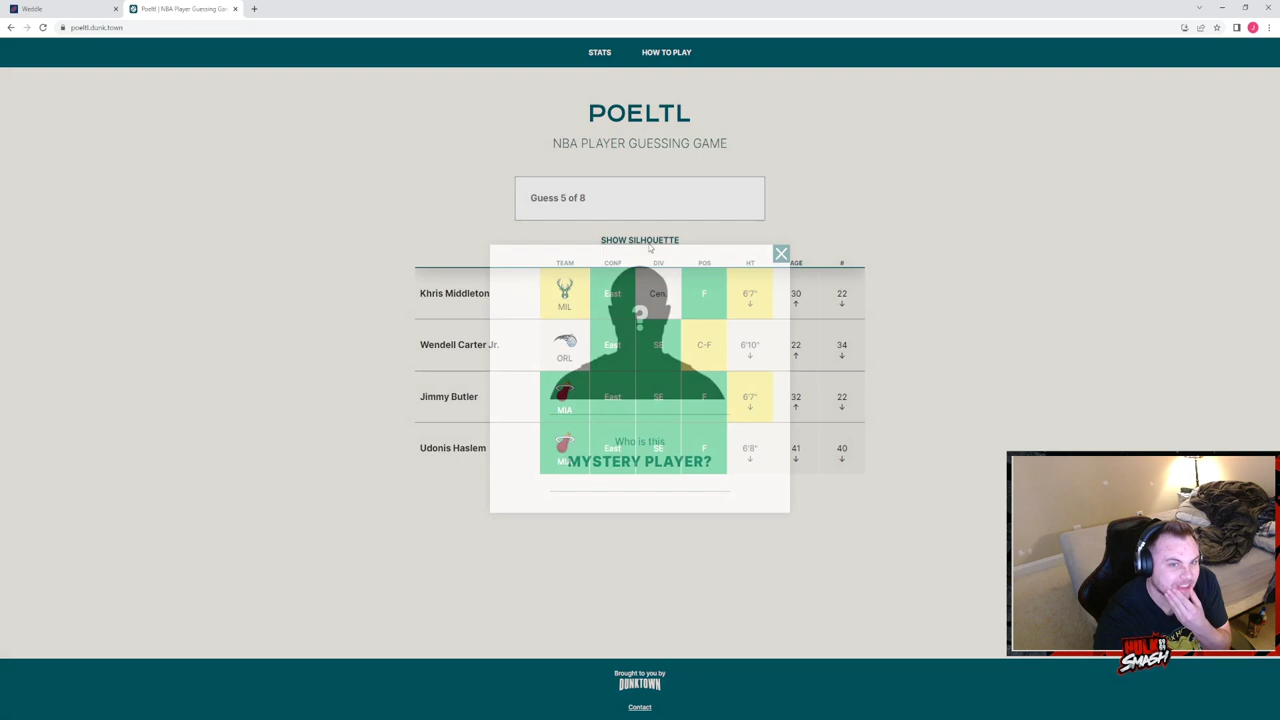 Weddle
Poeltl | NBA Player Guessing Ga
poeltl.dunk.town
J
STATS HOW TO PLAY
POELTL
NBA PLAYER GUESSING GAME
Guess 5 of 8
SHOW SILHOUETTE
TEAM CONF DIV POS HT AGE #
Khris Middleton MIL East Cen. F 6'7" ↓ 30 ↑ 22 ↓
?
Wendell Carter Jr. ORL East SE C-F 6'10" ↓ 22 ↑ 34 ↓
Jimmy Butler MIA East SE F 6'7" ↓ 32 ↑ 22 ↓
Who is this
Udonis Haslem East SE F 6'8" ↓ 41 ↓ 40 ↓
MYSTERY PLAYER?
HULK
SMASH
Brought to you by
DUNKTOWN
Contact